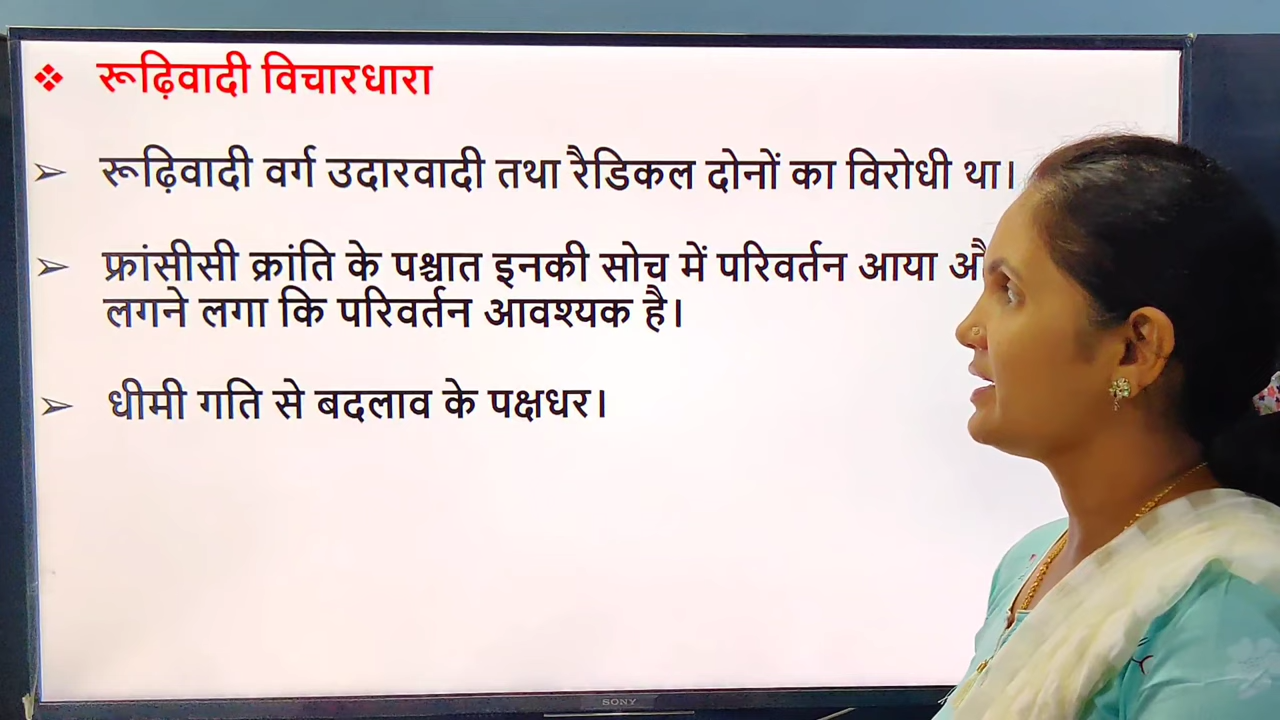 रूढ़िवादी विचारधारा
रूढ़िवादी वर्ग उदारवादी तथा रैडिकल दोनों का विरोधी था।
फ्रांसीसी क्रांति के पश्चात इनकी सोच में परिवर्तन आया
लगने लगा कि परिवर्तन आवश्यक है।
धीमी गति से बदलाव के पक्षधर।
SONY